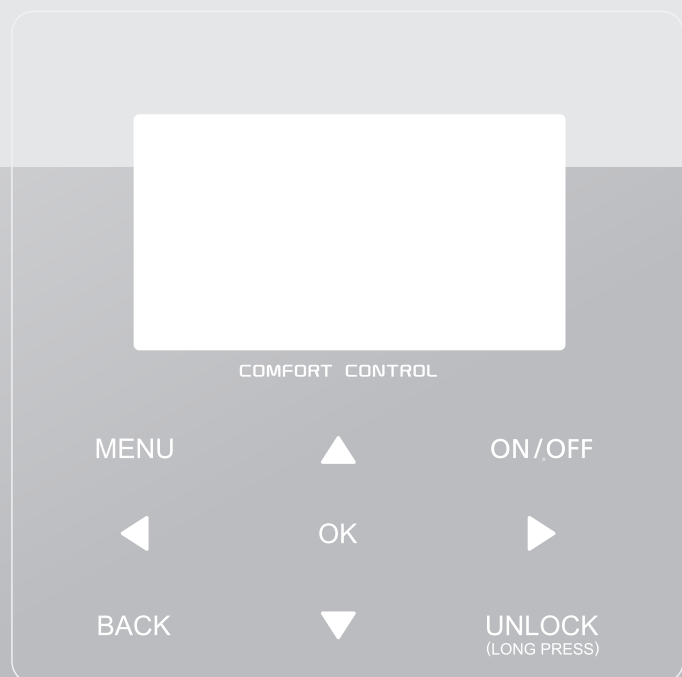 COMFORT CONTROL
MENU
ON/OFF
OK
BACK
UNLOCK
(LONG PRESS)